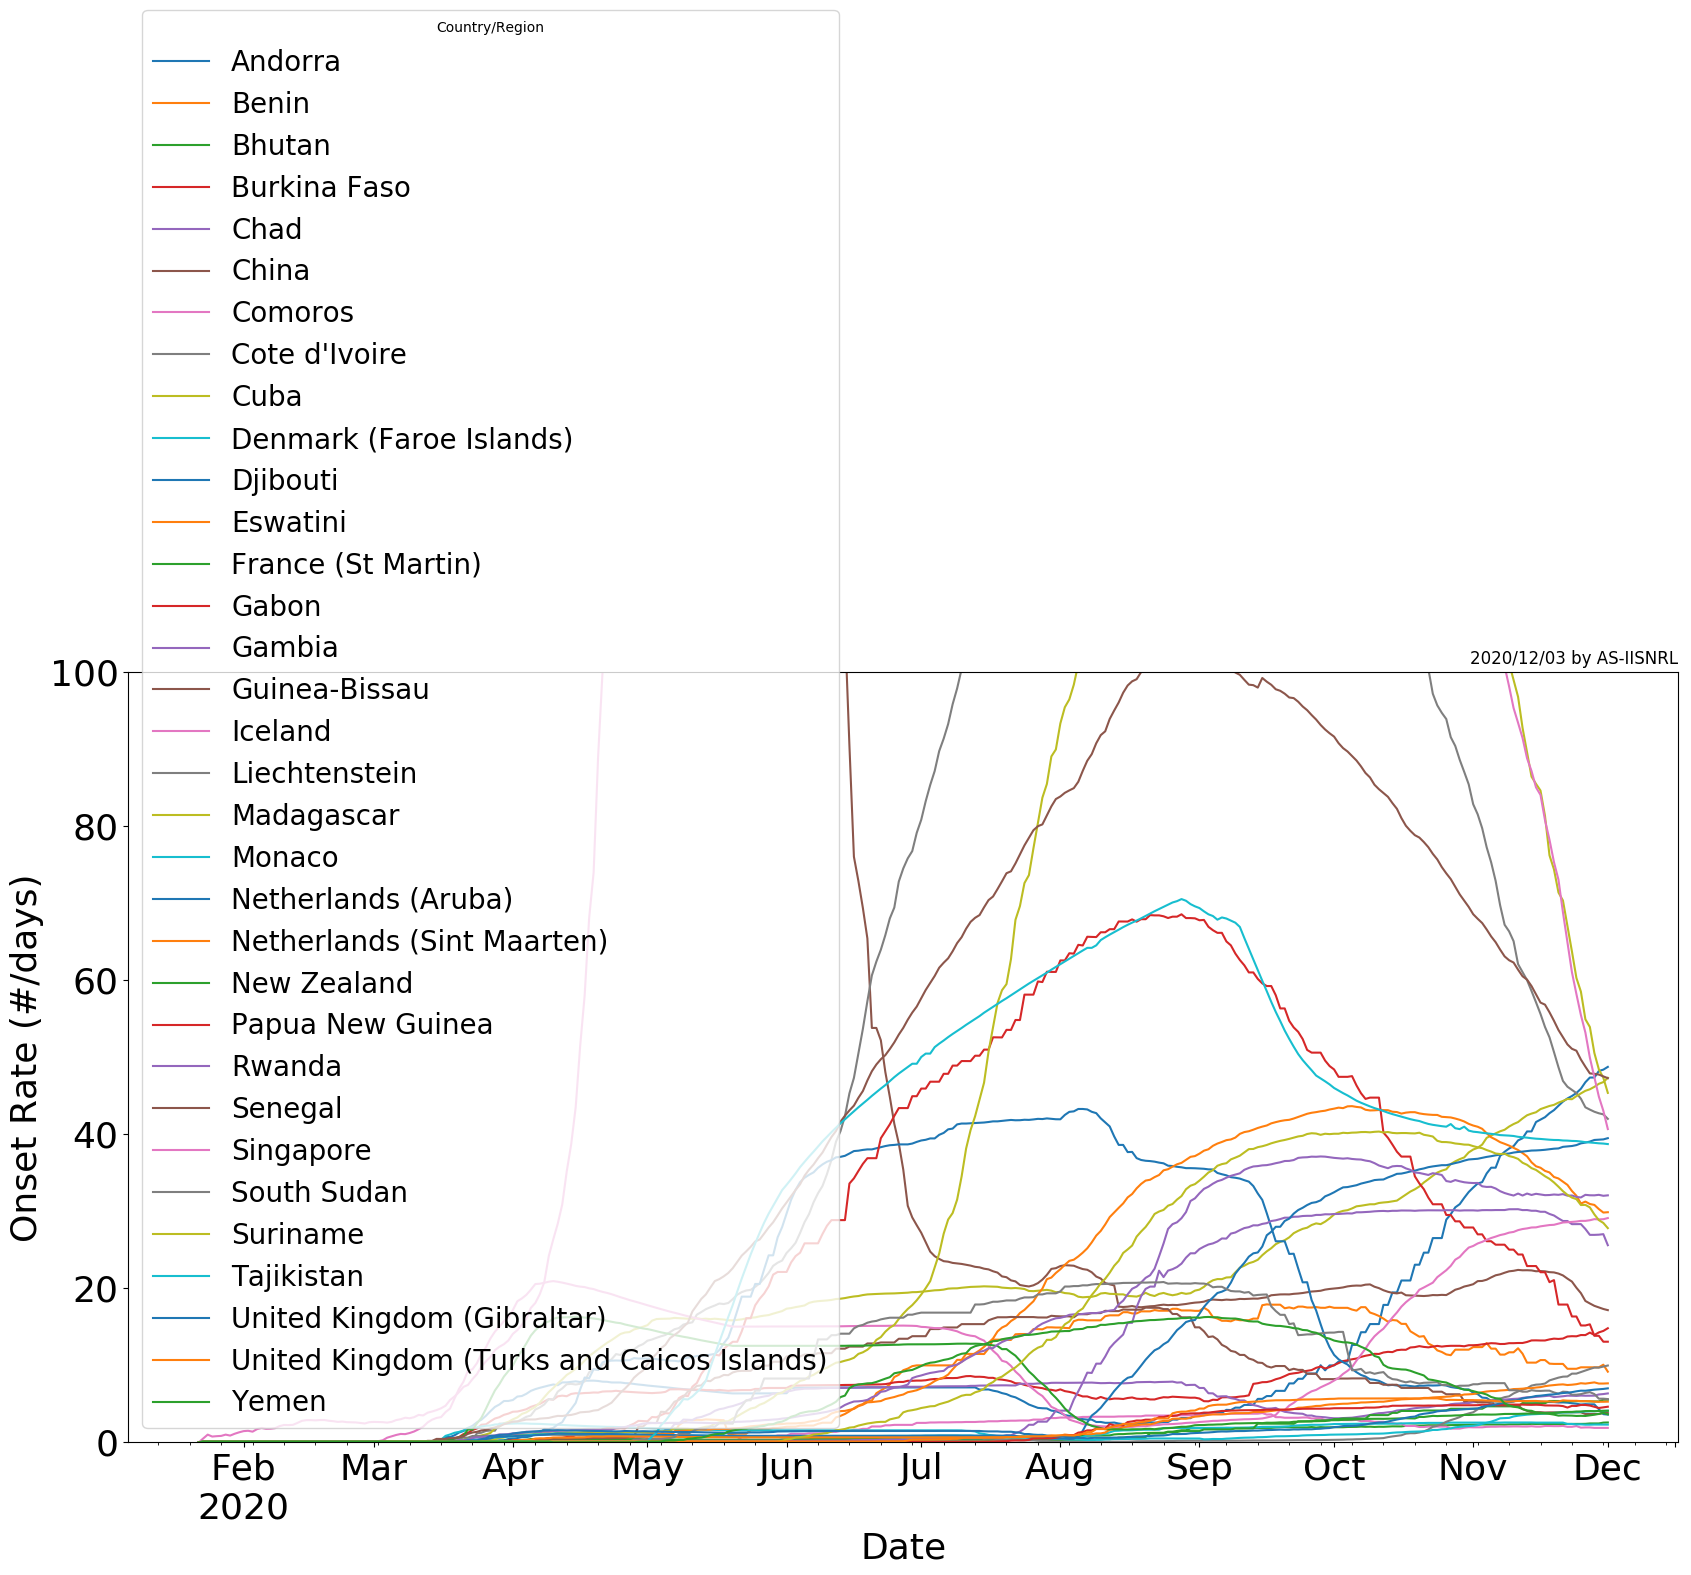 Country/Region
Andorra
Benin
Bhutan
Burkina Faso
Chad
China
Comoros
Cote d'Ivoire
Cuba
Denmark (Faroe Islands)
Djibouti
Eswatini
France (St Martin)
Gabon
Gambia
Guinea-Bissau
Iceland
Liechtenstein
Madagascar
Monaco
Netherlands (Aruba)
Netherlands (Sint Maarten)
New Zealand
Papua New Guinea
Rwanda
Senegal
Singapore
South Sudan
Suriname
Tajikistan
United Kingdom (Gibraltar)
United Kingdom (Turks and Caicos Islands)
Yemen
2020/12/03 by AS-IISNRL
100
80
60
40
20
0
Onset Rate (#/days)
Feb Mar Apr May Jun Jul Aug Sep Oct Nov Dec
2020
Date